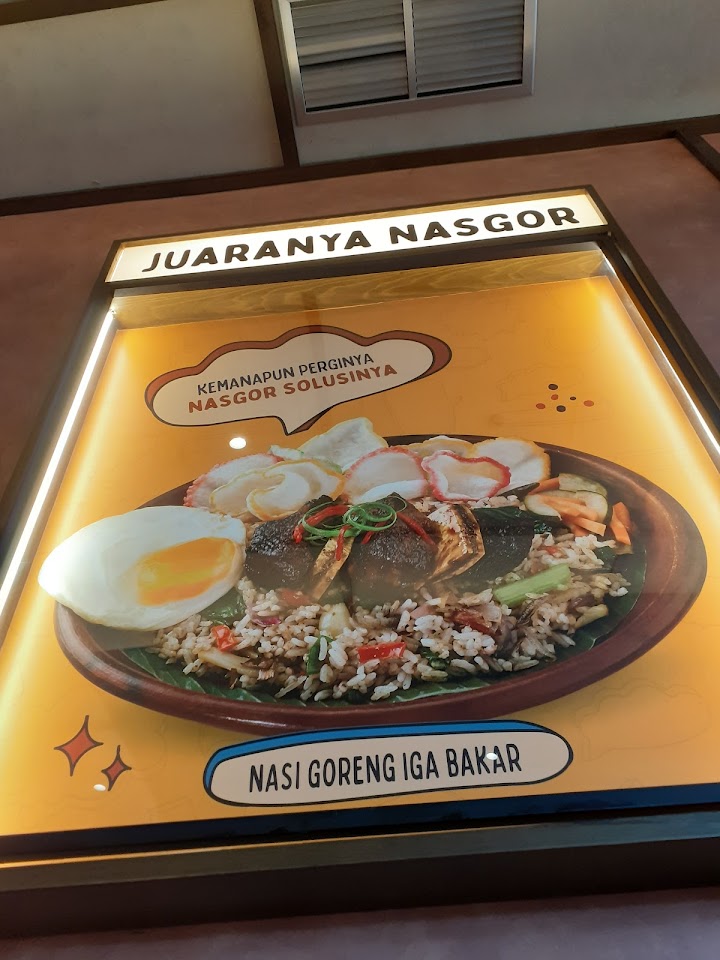 JUARANYA NASGOR
KEMANAPUN PERGINYA
NASGOR SOLUSINYA
NASI GORENG IGA BAKAR